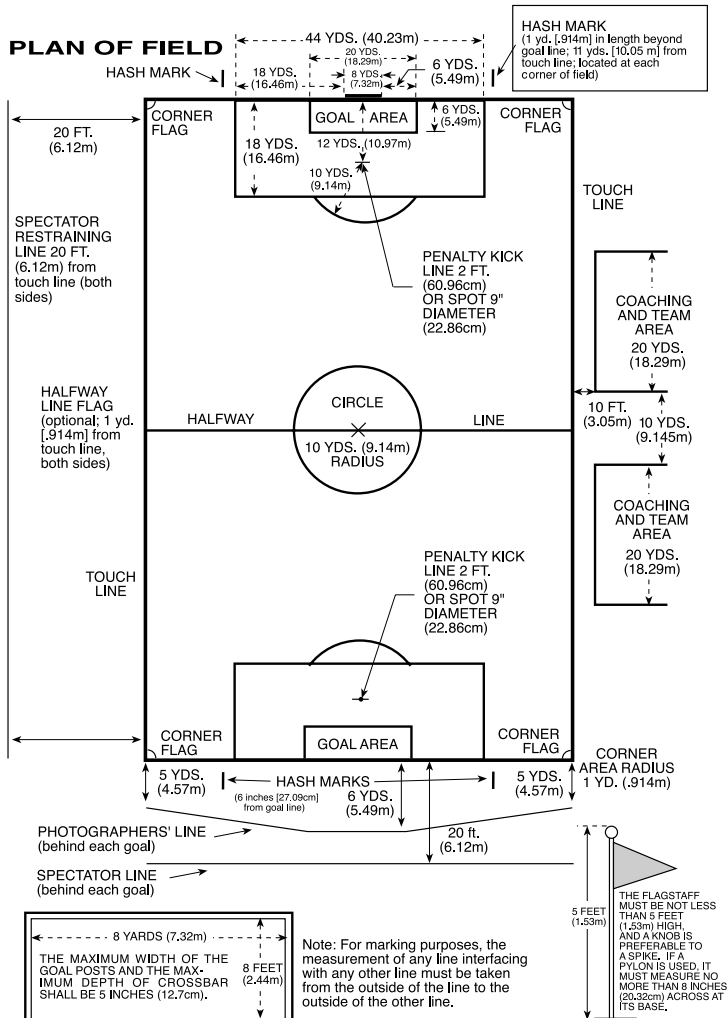 PLAN OF FIELD
44 YDS. (40.23m)
20 YDS.
(18.29m)
8 YDS.
(7.32m)
6 YDS.
(5.49m)
18 YDS.
(16.46m)
HASH MARK
HASH MARK
(1 yd. [.914m] in length beyond
goal line; 11 yds. [10.05 m] from
touch line; located at each
corner of field)
20 FT.
(6.12m)
CORNER
FLAG
GOAL AREA
6 YDS.
(5.49m)
CORNER
FLAG
18 YDS.
(16.46m)
12 YDS. (10.97m)
10 YDS.
(9.14m)
TOUCH
LINE
SPECTATOR
RESTRAINING
LINE 20 FT.
(6.12m) from
touch line (both
sides)
PENALTY KICK
LINE 2 FT.
(60.96cm)
OR SPOT 9"
DIAMETER
(22.86cm)
COACHING
AND TEAM
AREA
20 YDS.
(18.29m)
HALFWAY
LINE FLAG
(optional; 1 yd.
[.914m] from
touch line,
both sides)
HALFWAY
CIRCLE
LINE
10 YDS. (9.14m)
RADIUS
10 FT.
(3.05m)
10 YDS.
(9.145m)
COACHING
AND TEAM
AREA
20 YDS.
(18.29m)
TOUCH
LINE
PENALTY KICK
LINE 2 FT.
(60.96cm)
OR SPOT 9"
DIAMETER
(22.86cm)
CORNER
FLAG
GOAL AREA
CORNER
FLAG
CORNER
AREA RADIUS
1 YD. (.914m)
5 YDS.
(4.57m)
HASH MARKS
(6 inches [27.09cm]
from goal line)
6 YDS.
(5.49m)
5 YDS.
(4.57m)
20 ft.
(6.12m)
PHOTOGRAPHERS' LINE
(behind each goal)
SPECTATOR LINE
(behind each goal)
8 YARDS (7.32m)
THE MAXIMUM WIDTH OF THE
GOAL POSTS AND THE MAX-
IMUM DEPTH OF CROSSBAR
SHALL BE 5 INCHES (12.7cm).
8 FEET
(2.44m)
Note: For marking purposes, the
measurement of any line interfacing
with any other line must be taken
from the outside of the line to the
outside of the other line.
5 FEET
(1.53m)
THE FLAGSTAFF
MUST BE NOT LESS
THAN 5 FEET
(1.53m) HIGH,
AND A KNOB IS
PREFERABLE TO
A SPIKE. IF A
PYLON IS USED, IT
MUST MEASURE NO
MORE THAN 8 INCHES
(20.32cm) ACROSS AT
ITS BASE.